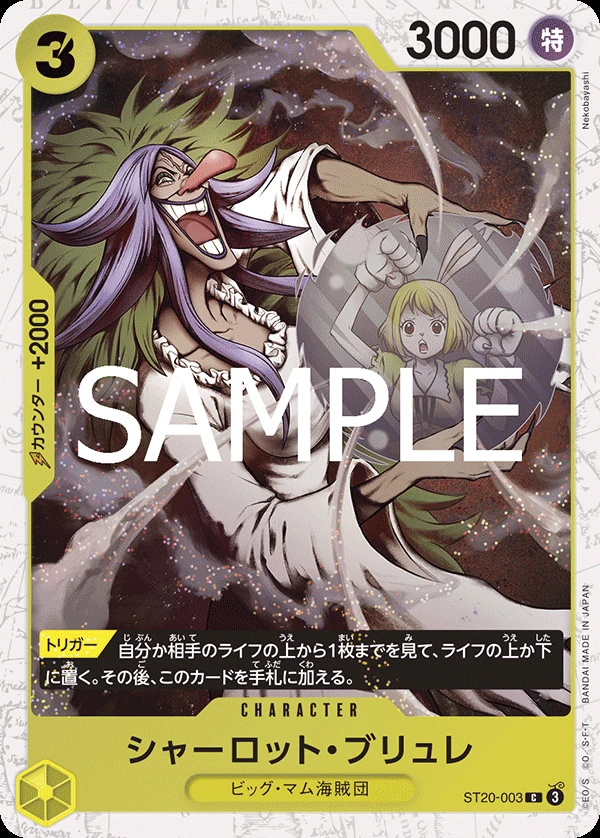 3
3000
特
Nekobayashi
カウンター +2000
SAMPLE
トリガー 自分か相手のライフの上から1枚までを見て、ライフの上か下
に置く。その後、このカードを手札に加える。
CHARACTER
シャーロット・ブリュレ
ビッグ・マム海賊団
ST20-003 C 3
©E.O/S. ©O./S・F・T BANDAI MADE IN JAPAN